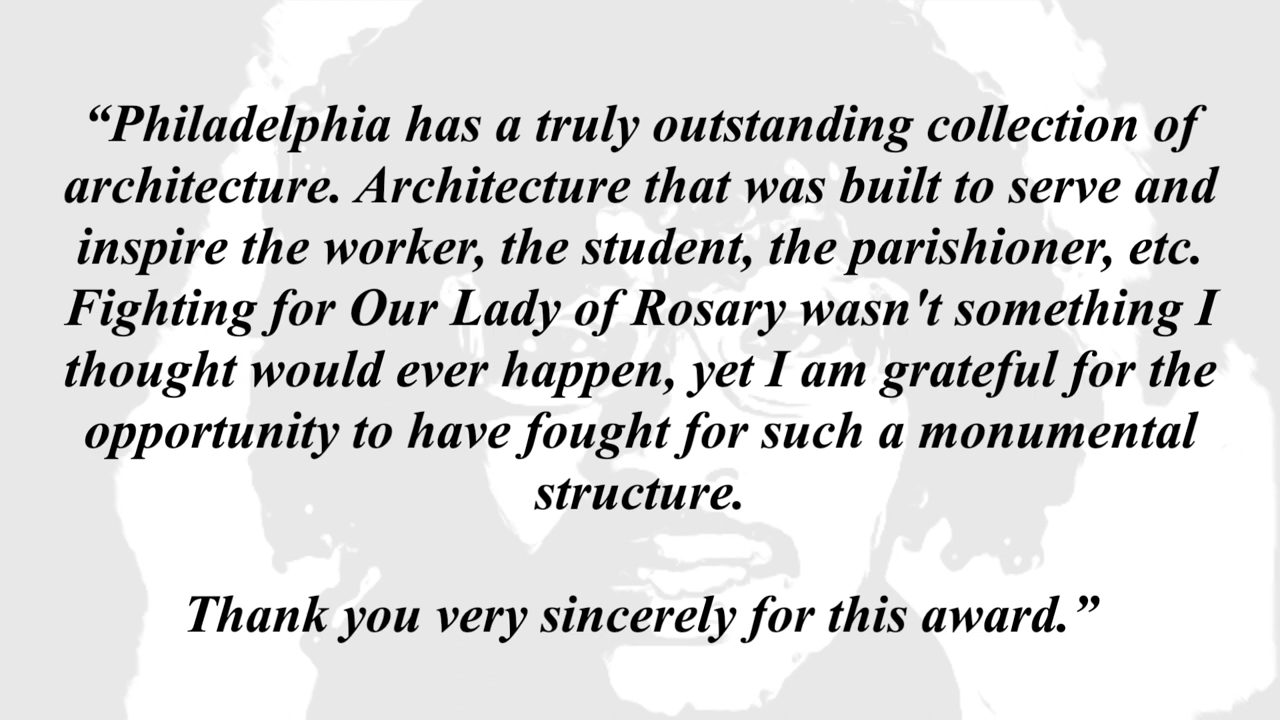 “Philadelphia has a truly outstanding collection of
architecture. Architecture that was built to serve and
inspire the worker, the student, the parishioner, etc.
Fighting for Our Lady of Rosary wasn't something I
thought would ever happen, yet I am grateful for the
opportunity to have fought for such a monumental
structure.
Thank you very sincerely for this award.”